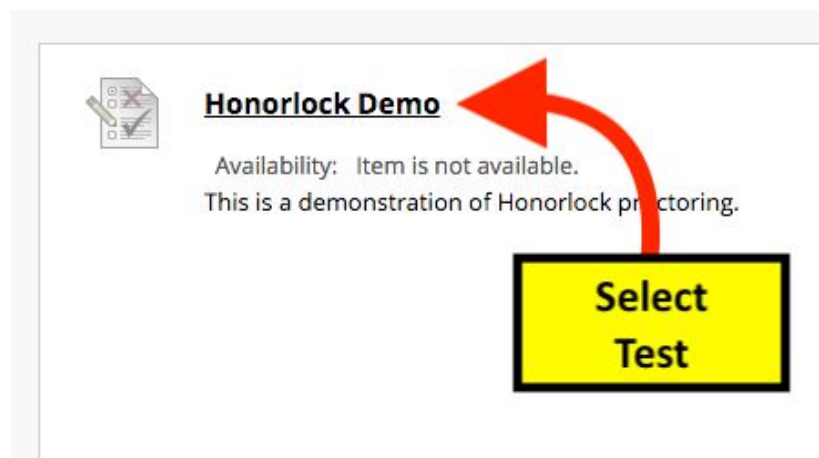 Honorlock Demo
Availability: Item is not available.
This is a demonstration of Honorlock proctoring.
Select
Test